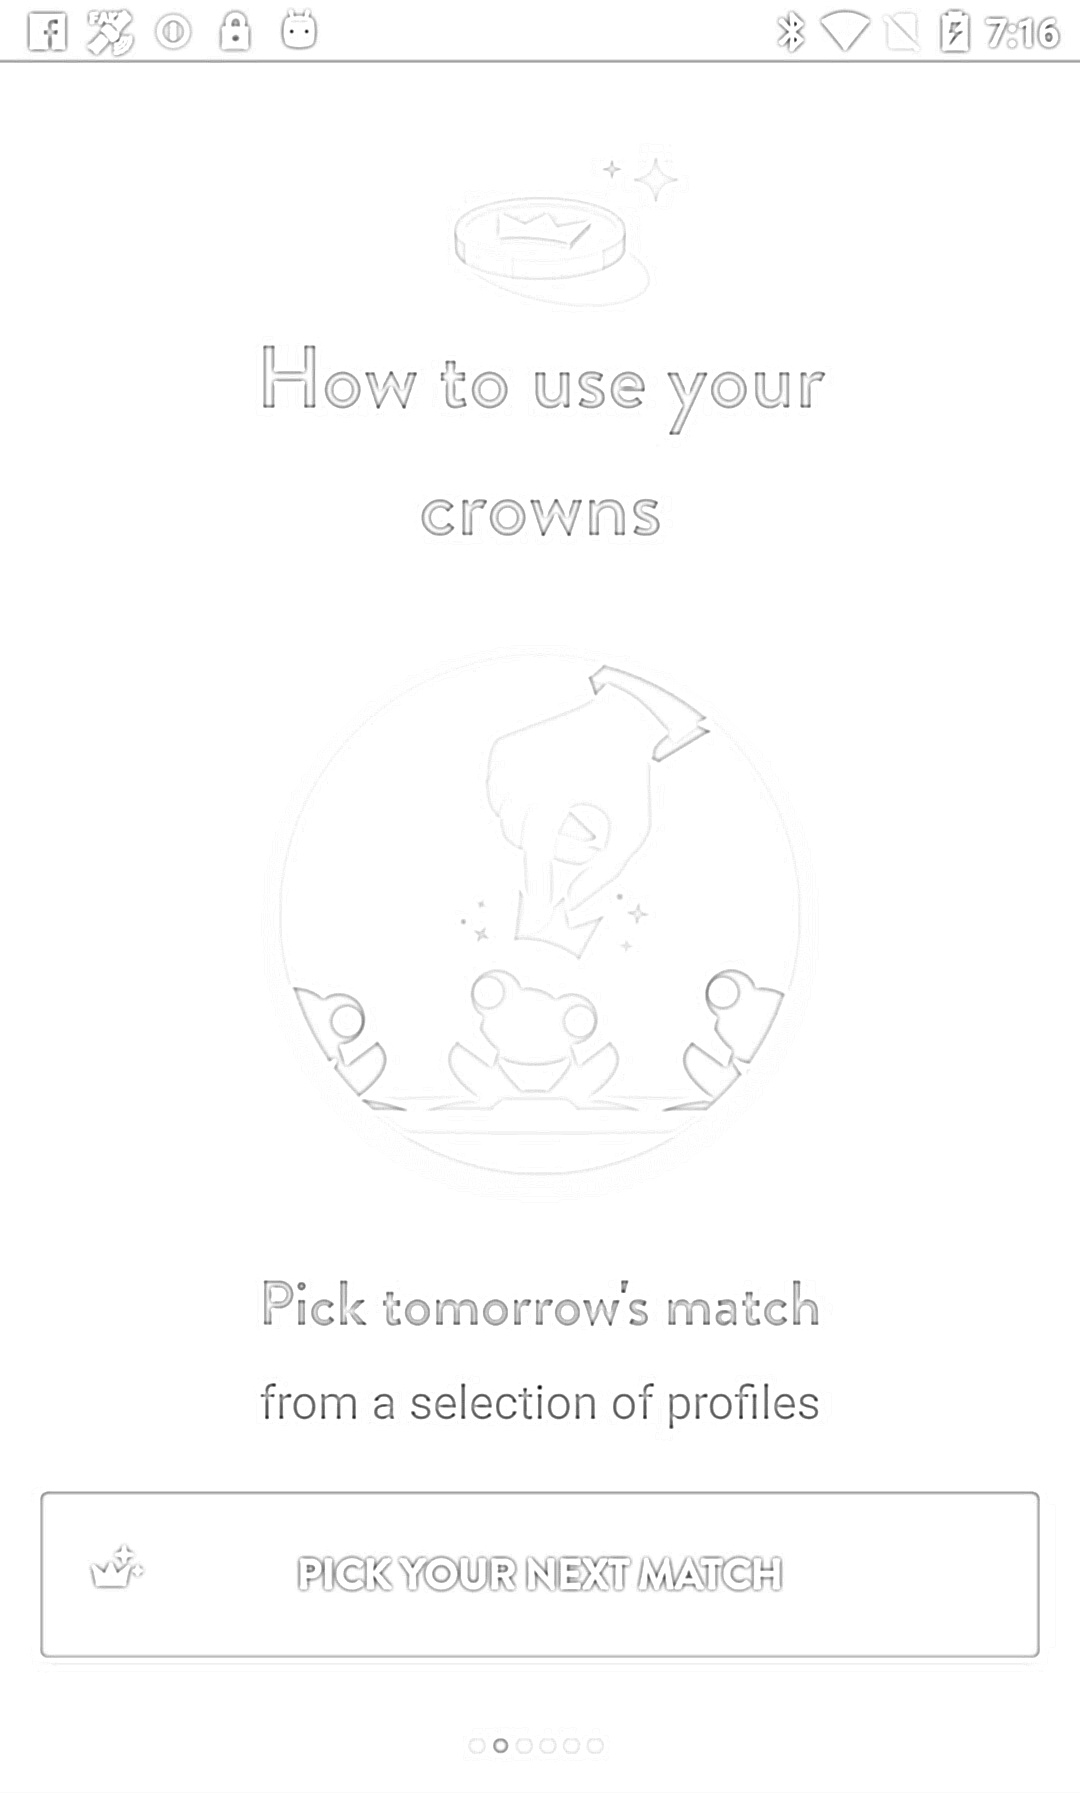 7:16
How to use your
crowns
Pick tomorrow's match
from a selection of profiles
PICK YOUR NEXT MATCH